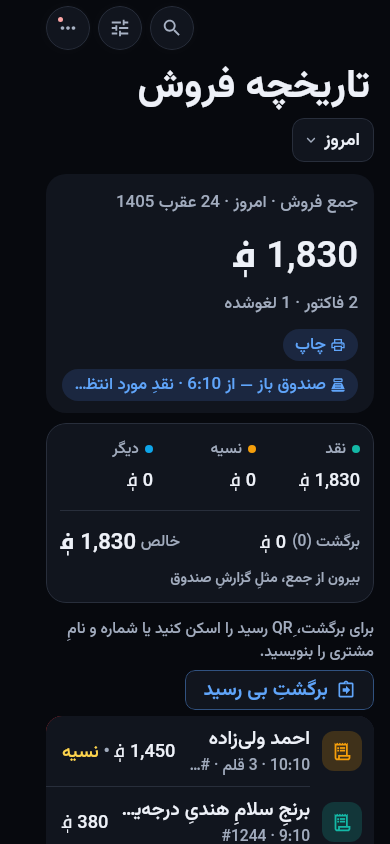 تاریخچه فروش
امروز
جمع فروش · امروز · 24 عقرب 1405
1,830 ؋
2 فاکتور · 1 لغوشده
چاپ
صندوق باز — از 6:10 · نقدِ مورد انتظ...
نقد
نسیه
دیگر
1,830 ؋
0 ؋
0 ؋
برگشت (0) 0 ؋
خالص 1,830 ؋
بیرون از جمع، مثلِ گزارشِ صندوق
برای برگشت، QRِ رسید را اسکن کنید یا شماره و نامِ
مشتری را بنویسید.
برگشتِ بی رسید
احمد ولی‌زاده
1,450 ؋ • نسیه
10:10 · 3 قلم · #...
برنجِ سلامِ هندیِ درجه‌ی...
380 ؋
9:10 · #1244